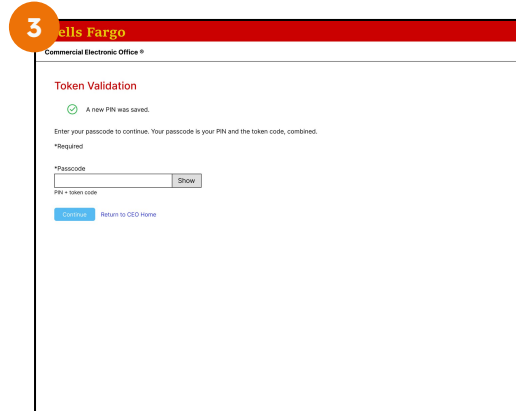 3
ells Fargo
Commercial Electronic Office ®
Token Validation
A new PIN was saved.
Enter your passcode to continue. Your passcode is your PIN and the token code, combined.
*Required
*Passcode
Show
PIN + token code
Continue Return to CEO Home